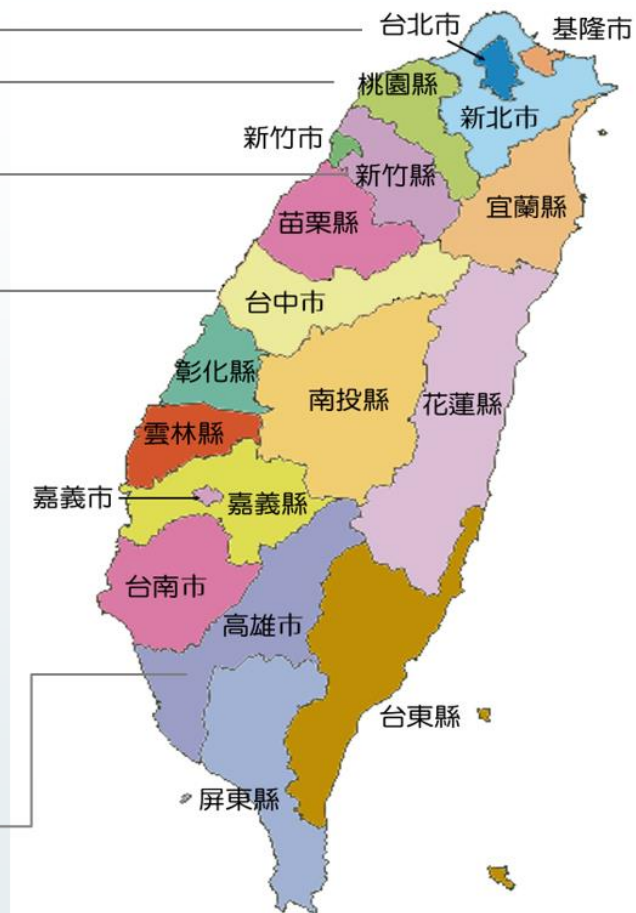 台北市
基隆市
桃園縣
新北市
新竹市
新竹縣
宜蘭縣
苗栗縣
台中市
彰化縣
南投縣
花蓮縣
雲林縣
嘉義市
嘉義縣
台南市
高雄市
台東縣
屏東縣